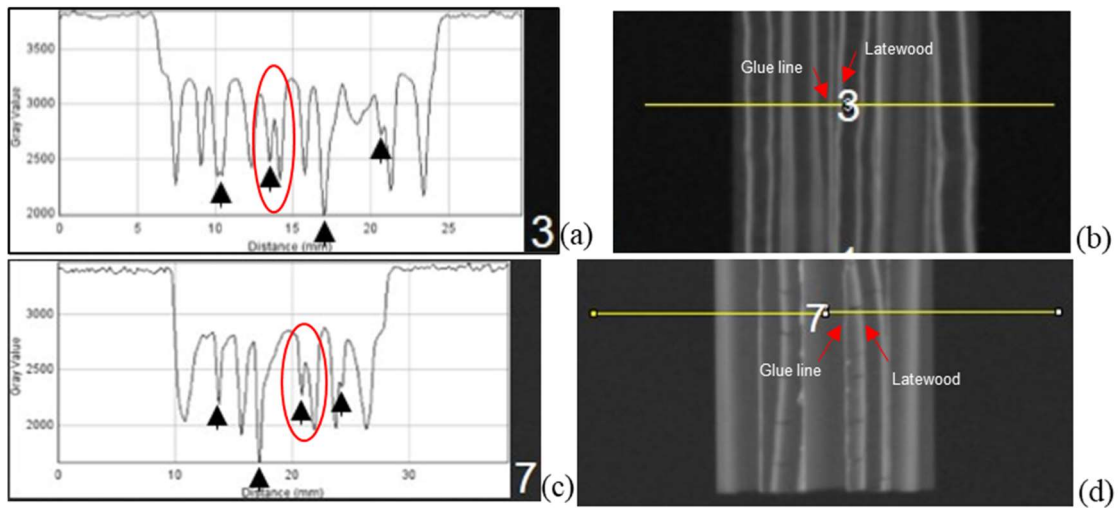 3500
3000
2500
2000
Gray Value
0 5 10 15 20 25
Distance (mm)
3
(a)
Latewood
Glue line
3
(b)
3000
2500
2000
Gray Value
10 20 30
Distance (mm)
7
(c)
7
Glue line
Latewood
(d)